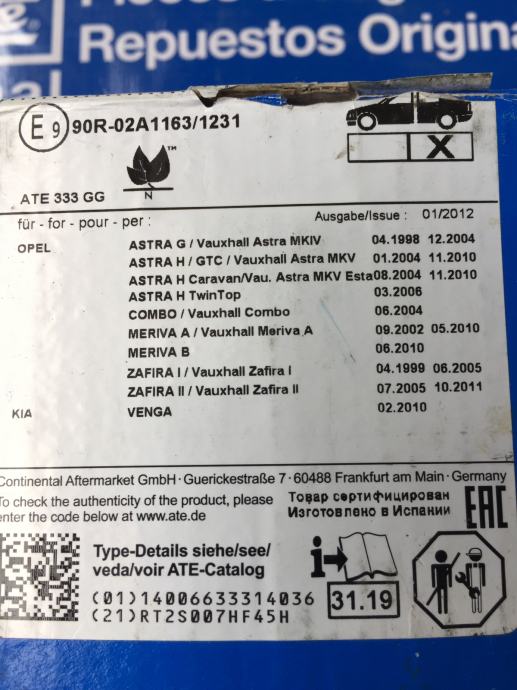 Repuestos Origina
E 9 90R-02A1163/1231
X
TM
N
ATE 333 GG
für - for - pour - per :
Ausgabe/Issue : 01/2012
OPEL ASTRA G / Vauxhall Astra MKIV 04.1998 12.2004
ASTRA H / GTC / Vauxhall Astra MKV 01.2004 11.2010
ASTRA H Caravan/Vau. Astra MKV Esta08.2004 11.2010
ASTRA H TwinTop 03.2006
COMBO / Vauxhall Combo 06.2004
MERIVA A / Vauxhall Meriva A 09.2002 05.2010
MERIVA B 06.2010
ZAFIRA I / Vauxhall Zafira I 04.1999 06.2005
ZAFIRA II / Vauxhall Zafira II 07.2005 10.2011
KIA VENGA 02.2010
Continental Aftermarket GmbH · Guerickestraße 7 · 60488 Frankfurt am Main · Germany
To check the authenticity of the product, please
enter the code below at www.ate.de
Товар сертифицирован
Изготовлено в Испании
EAC
Type-Details siehe/see/
veda/voir ATE-Catalog
(01)14006633314036
(21)RT2S007HF45H
i
31.19